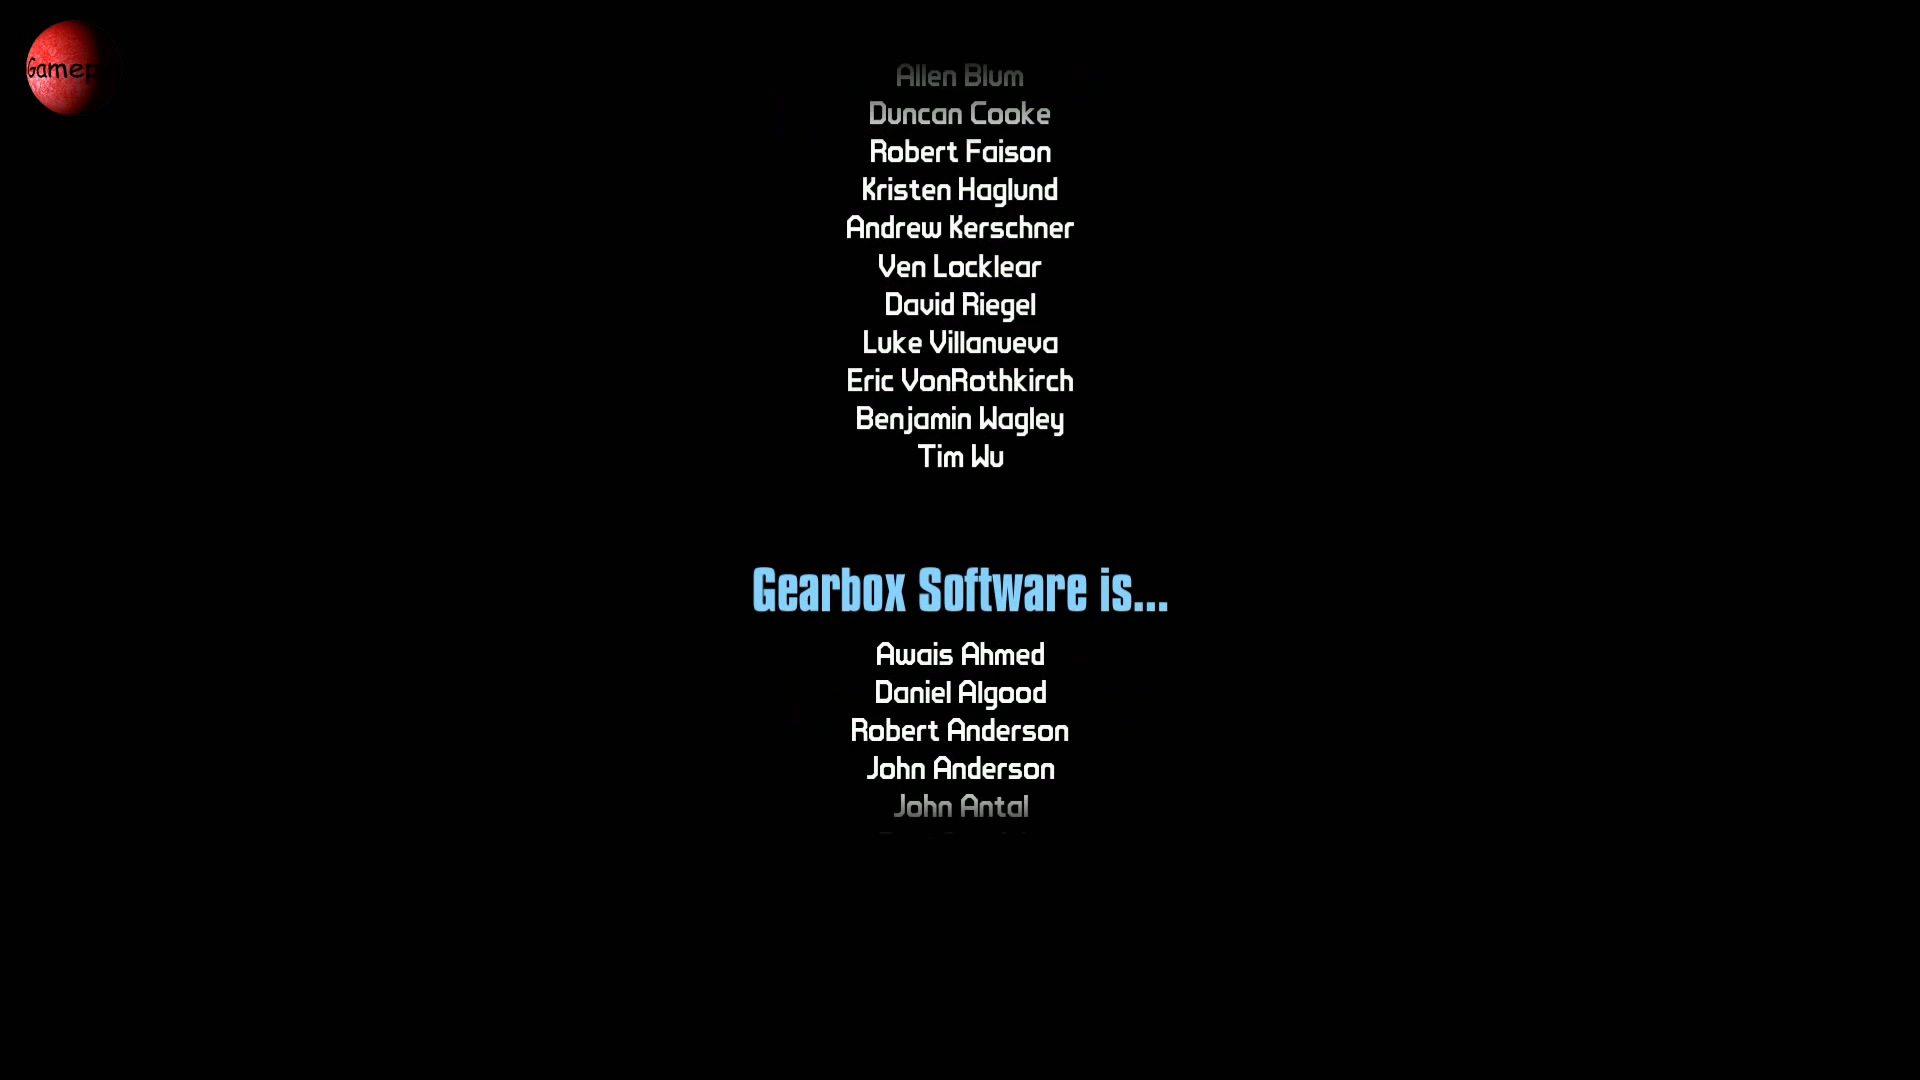 Allen Blum
Duncan Cooke
Robert Faison
Kristen Haglund
Andrew Kerschner
Ven Locklear
David Riegel
Luke Villanueva
Eric VonRothkirch
Benjamin Wagley
Tim Wu
Gearbox Software is...
Awais Ahmed
Daniel Algood
Robert Anderson
John Anderson
John Antal